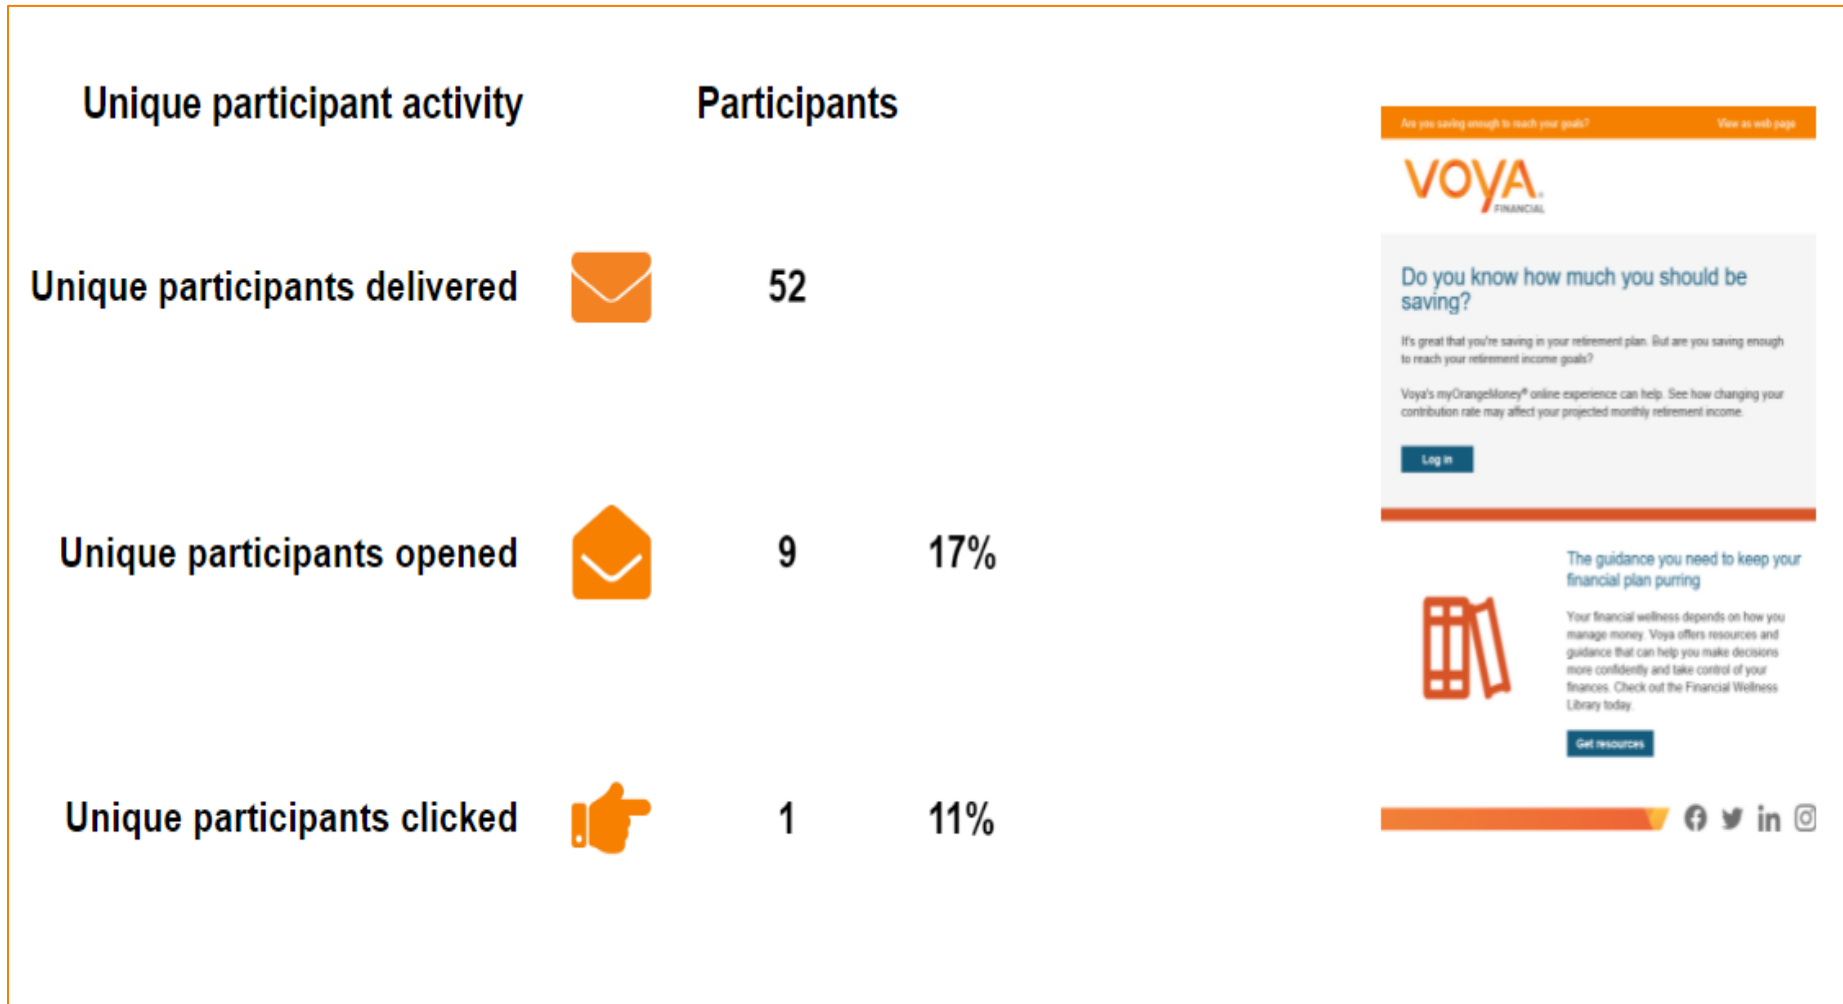 Unique participant activity Participants
Unique participants delivered 52
Unique participants opened 9 17%
Unique participants clicked 1 11%
Are you saving enough to reach your goals? View as web page
VOYA®
FINANCIAL
Do you know how much you should be
saving?
It's great that you're saving in your retirement plan. But are you saving enough
to reach your retirement income goals?
Voya's myOrangeMoney® online experience can help. See how changing your
contribution rate may affect your projected monthly retirement income.
Log in
The guidance you need to keep your
financial plan purring
Your financial wellness depends on how you
manage money. Voya offers resources and
guidance that can help you make decisions
more confidently and take control of your
finances. Check out the Financial Wellness
Library today.
Get resources
in